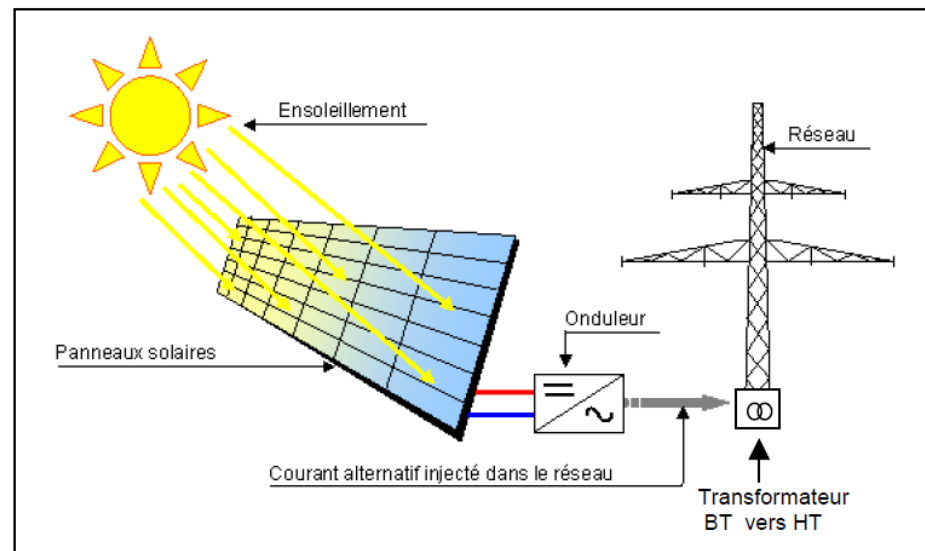 Ensoleillement
Réseau
Onduleur
Panneaux solaires
Courant alternatif injecté dans le réseau
Transformateur
BT vers HT